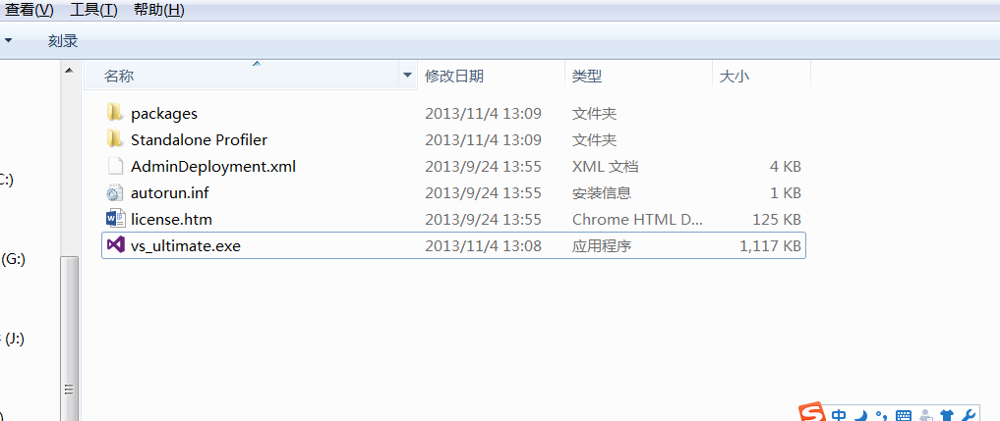 查看(V) 工具(T) 帮助(H)
刻录
名称 修改日期 类型 大小
packages 2013/11/4 13:09 文件夹
Standalone Profiler 2013/11/4 13:09 文件夹
AdminDeployment.xml 2013/9/24 13:55 XML 文档 4 KB
C:)
autorun.inf 2013/9/24 13:55 安装信息 1 KB
license.htm 2013/9/24 13:55 Chrome HTML D... 125 KB
vs_ultimate.exe 2013/11/4 13:08 应用程序 1,117 KB
(G:)
(J:)
中